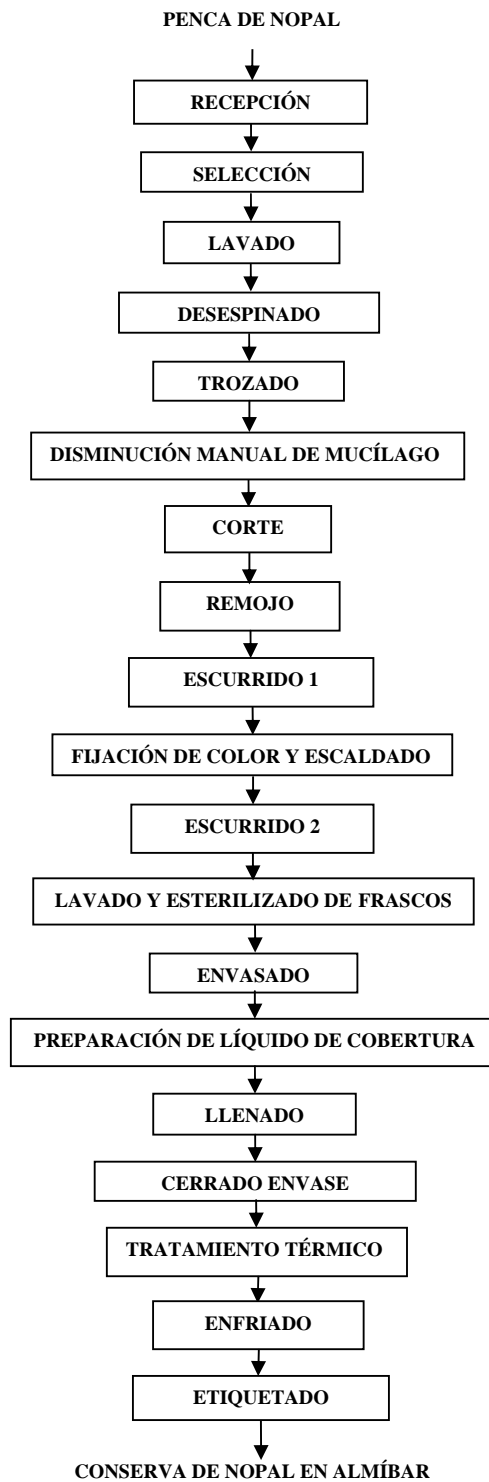 PENCA DE NOPAL
RECEPCIÓN
SELECCIÓN
LAVADO
DESESPINADO
TROZADO
DISMINUCIÓN MANUAL DE MUCÍLAGO
CORTE
REMOJO
ESCURRIDO 1
FIJACIÓN DE COLOR Y ESCALDADO
ESCURRIDO 2
LAVADO Y ESTERILIZADO DE FRASCOS
ENVASADO
PREPARACIÓN DE LÍQUIDO DE COBERTURA
LLENADO
CERRADO ENVASE
TRATAMIENTO TÉRMICO
ENFRIADO
ETIQUETADO
CONSERVA DE NOPAL EN ALMÍBAR